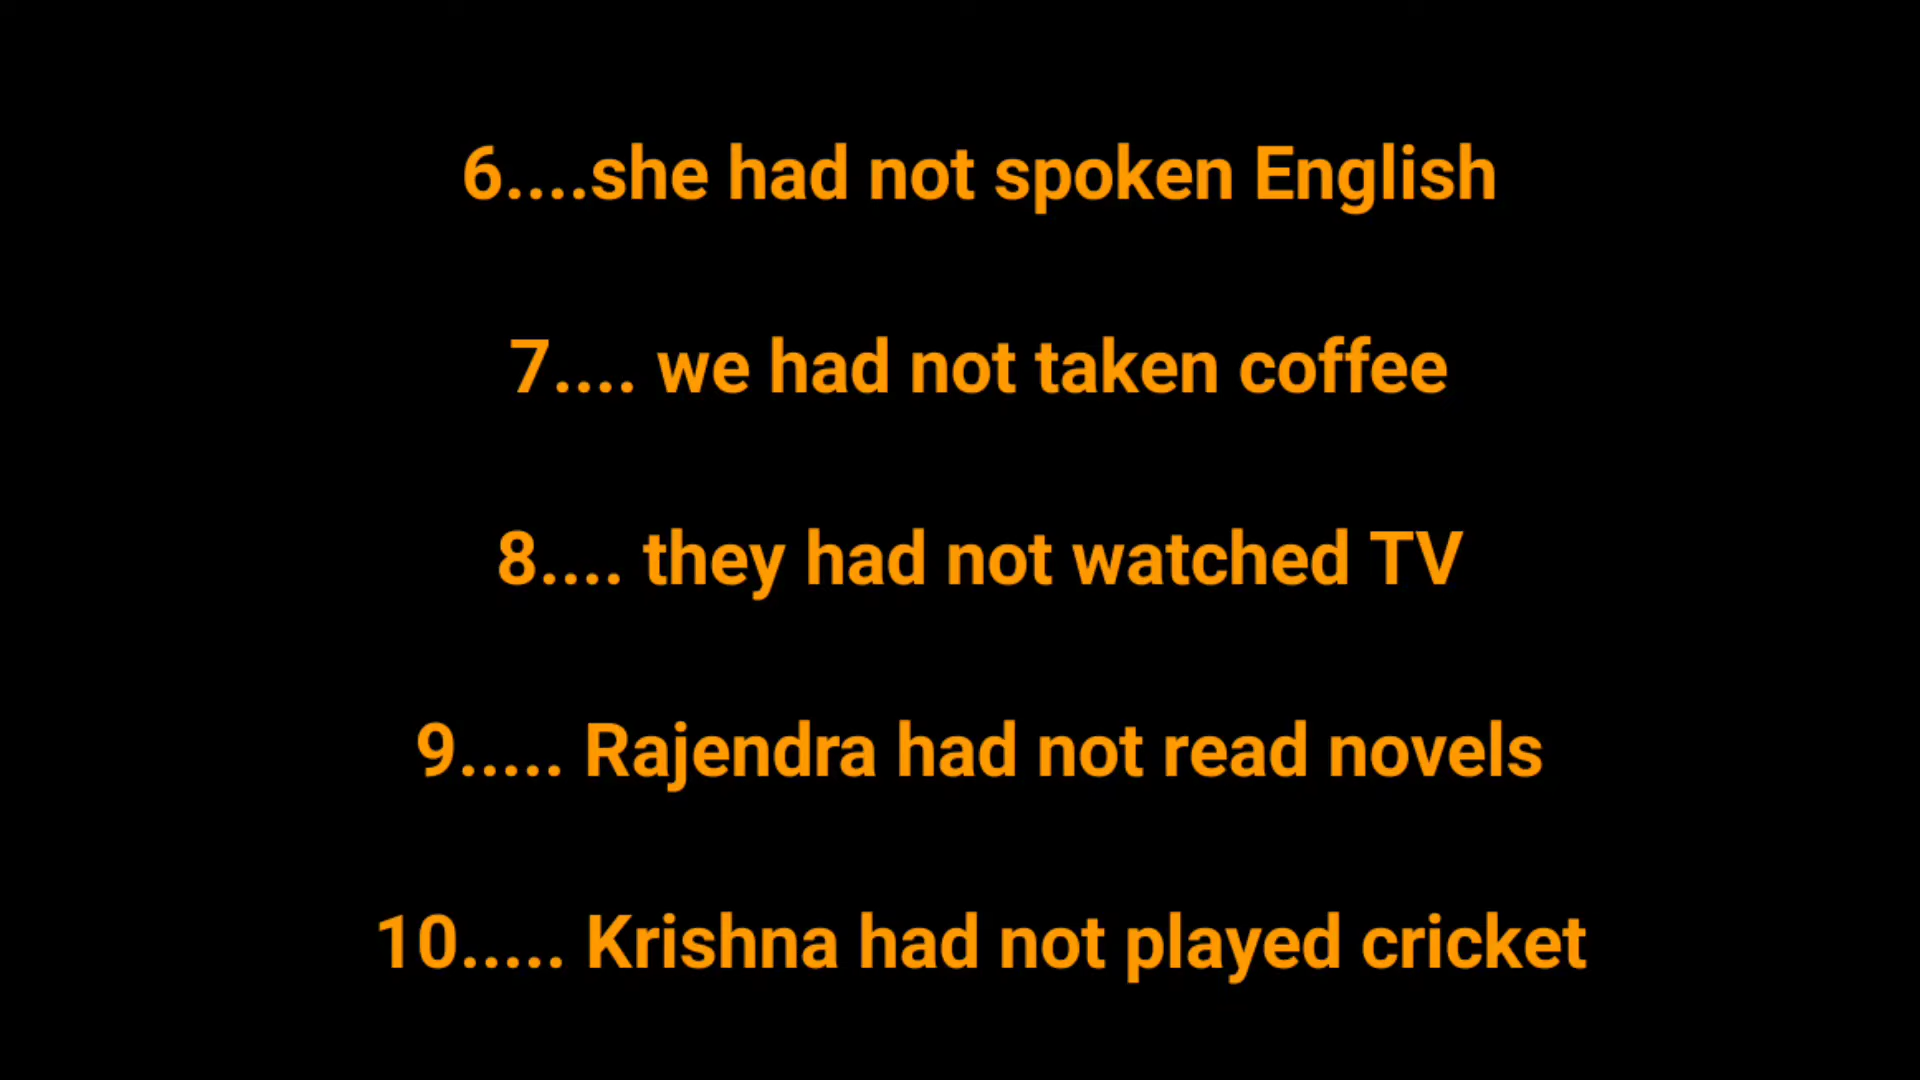 6....she had not spoken English
7.... we had not taken coffee
8.... they had not watched TV
9..... Rajendra had not read novels
10..... Krishna had not played cricket